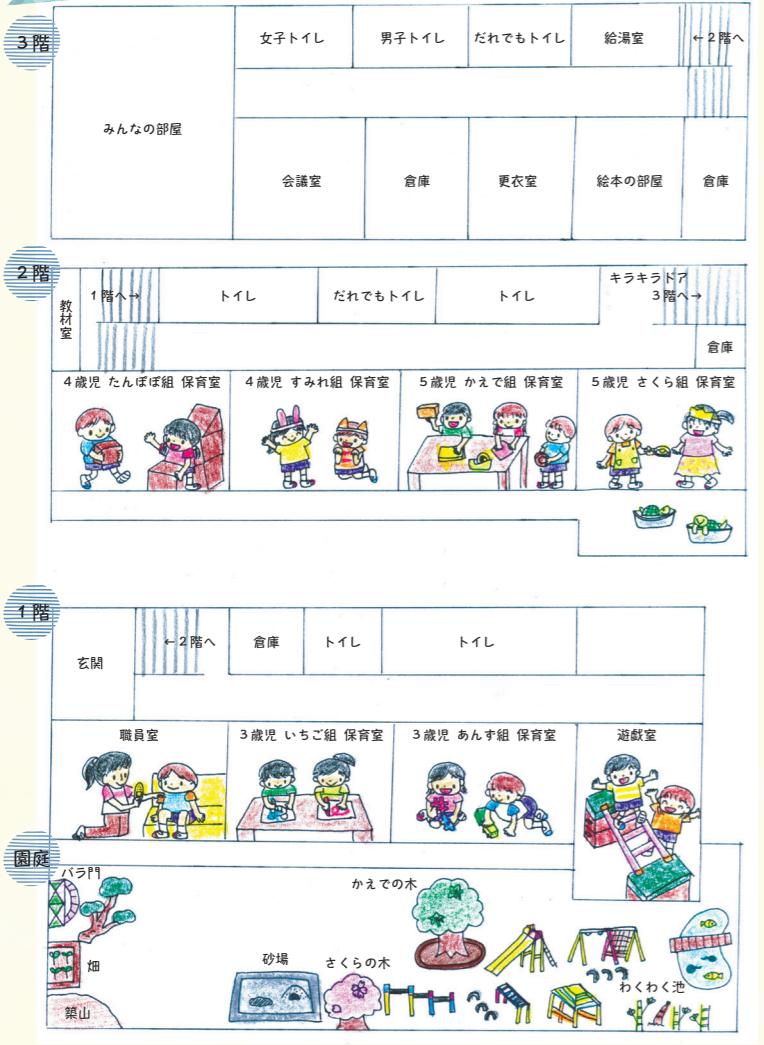 3階
女子トイレ
男子トイレ
だれでもトイレ
給湯室
←2階へ
みんなの部屋
会議室
倉庫
更衣室
絵本の部屋
倉庫
2階
教材室
1階へ→
トイレ
だれでもトイレ
トイレ
キラキラドア
3階へ→
倉庫
4歳児 たんぽぽ組 保育室
4歳児 すみれ組 保育室
5歳児 かえで組 保育室
5歳児 さくら組 保育室
1階
玄関
←2階へ
倉庫
トイレ
トイレ
職員室
3歳児 いちご組 保育室
3歳児 あんず組 保育室
遊戯室
園庭
バラ門
かえでの木
畑
砂場
さくらの木
わくわく池
築山